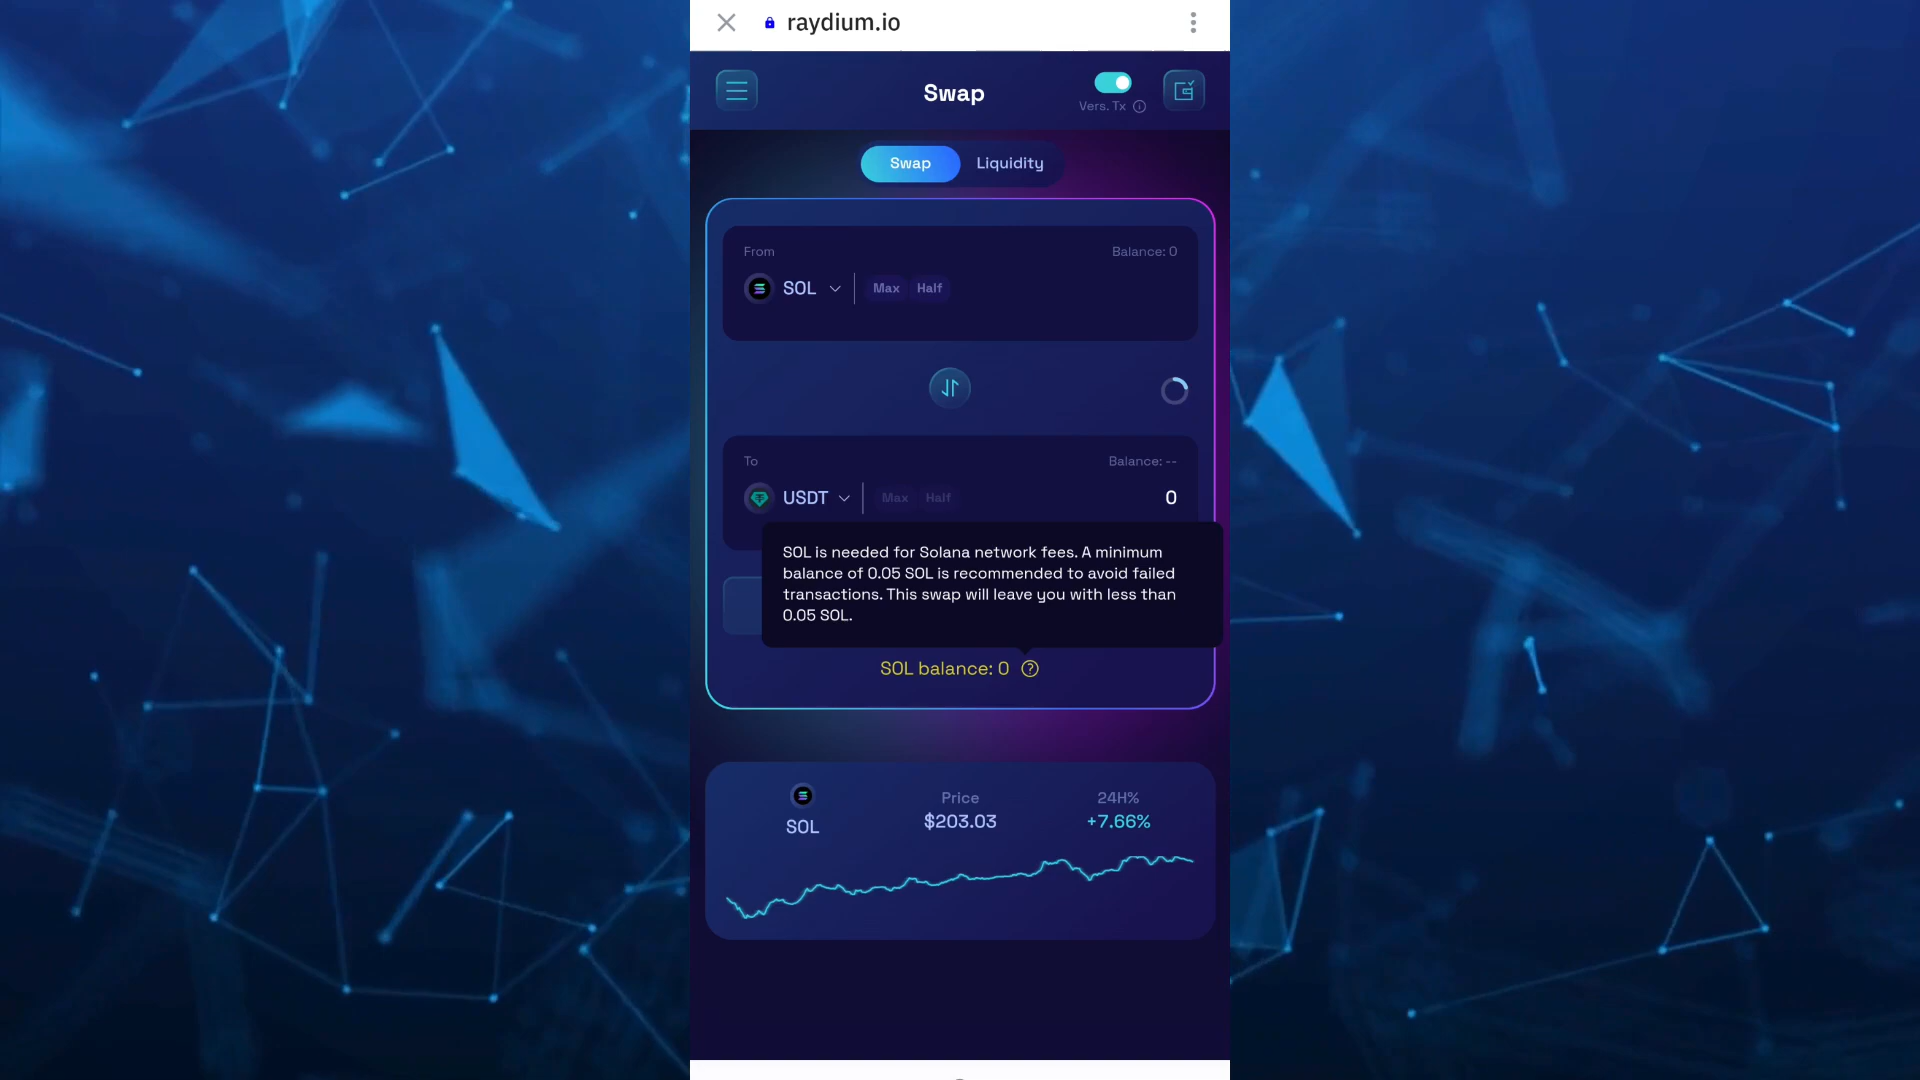 raydium.io
Swap
Vers. Tx
Swap Liquidity
From Balance: 0
SOL Max Half
To Balance: --
USDT Max Half 0
SOL is needed for Solana network fees. A minimum
balance of 0.05 SOL is recommended to avoid failed
transactions. This swap will leave you with less than
0.05 SOL.
SOL balance: 0
Price 24H%
SOL $203.03 +7.66%